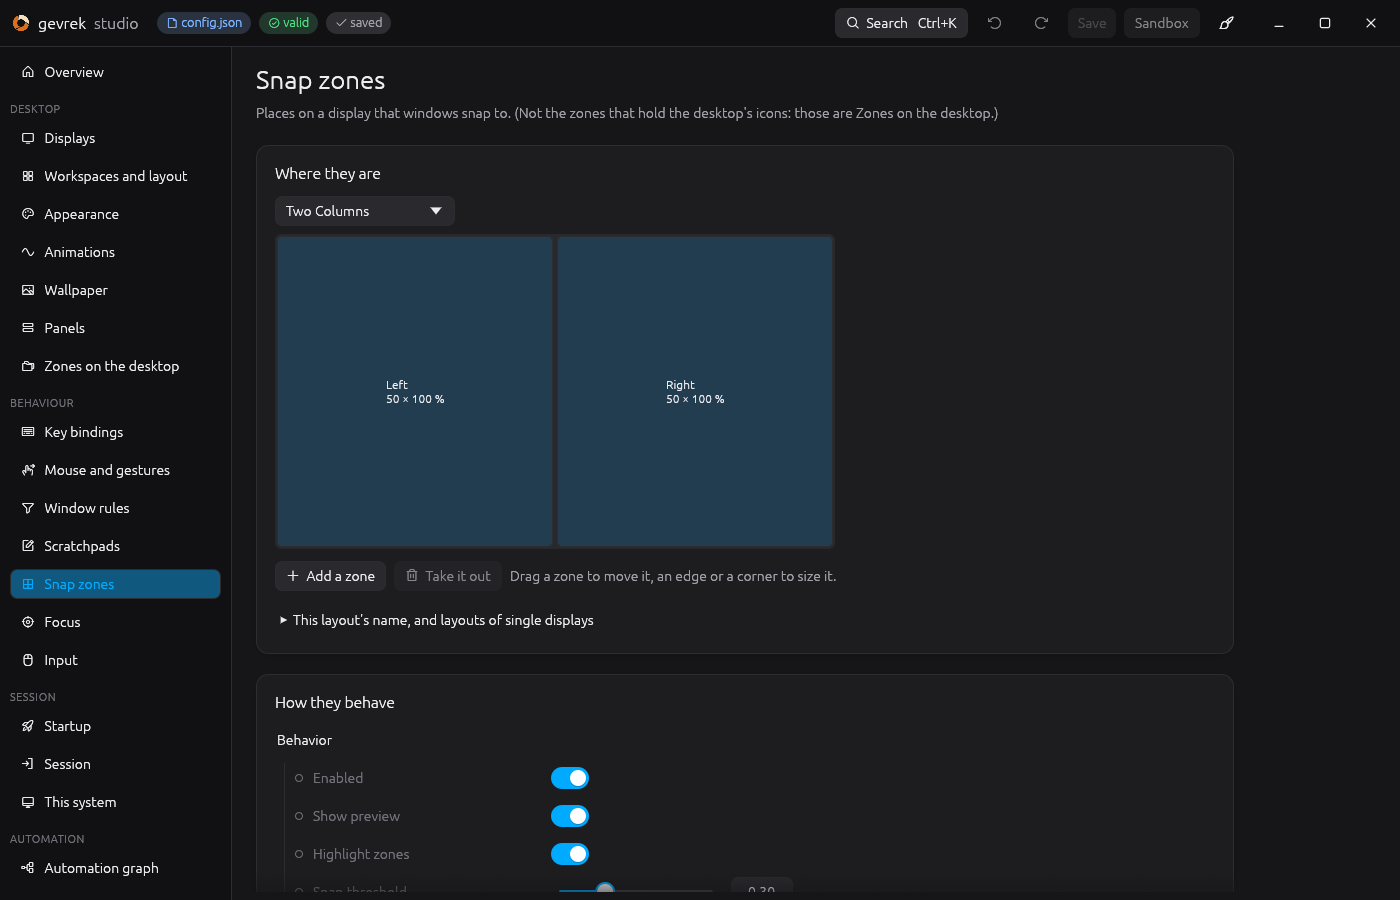 gevrek studio
config.json
valid
saved
Search Ctrl+K
Save
Sandbox
Overview
DESKTOP
Displays
Workspaces and layout
Appearance
Animations
Wallpaper
Panels
Zones on the desktop
BEHAVIOUR
Key bindings
Mouse and gestures
Window rules
Scratchpads
Snap zones
Focus
Input
SESSION
Startup
Session
This system
AUTOMATION
Automation graph
Snap zones
Places on a display that windows snap to. (Not the zones that hold the desktop's icons: those are Zones on the desktop.)
Where they are
Two Columns
Left
50 × 100 %
Right
50 × 100 %
Add a zone
Take it out
Drag a zone to move it, an edge or a corner to size it.
This layout's name, and layouts of single displays
How they behave
Behavior
Enabled
Show preview
Highlight zones
Snap threshold
0.30